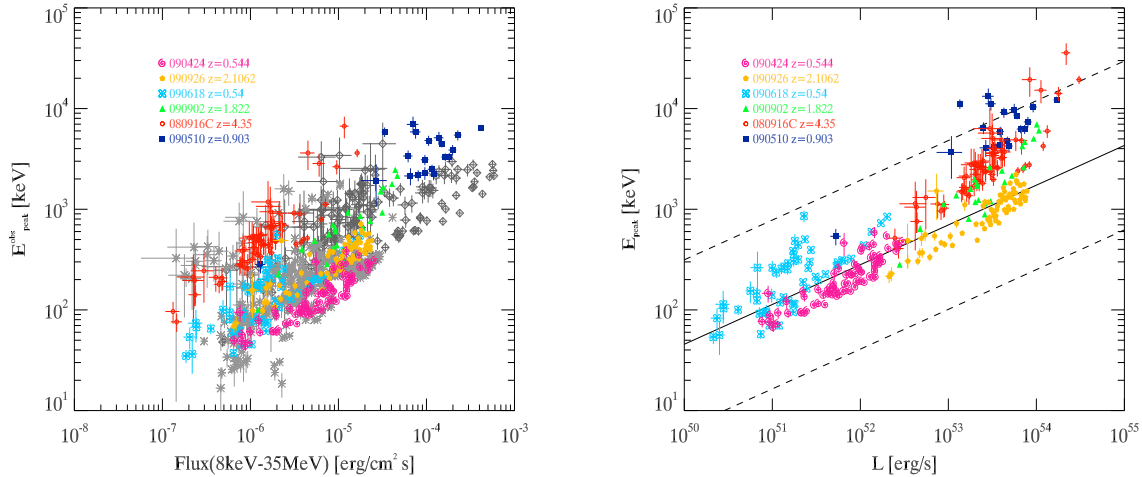 10^5
10^4
10^3
10^2
10^1
E^obs_peak [keV]
090424 z=0.544
090926 z=2.1062
090618 z=0.54
090902 z=1.822
080916C z=4.35
090510 z=0.903
10^-8 10^-7 10^-6 10^-5 10^-4 10^-3
Flux(8keV-35MeV) [erg/cm^2 s]
10^5
10^4
10^3
10^2
10^1
E_peak [keV]
090424 z=0.544
090926 z=2.1062
090618 z=0.54
090902 z=1.822
080916C z=4.35
090510 z=0.903
10^50 10^51 10^52 10^53 10^54 10^55
L [erg/s]